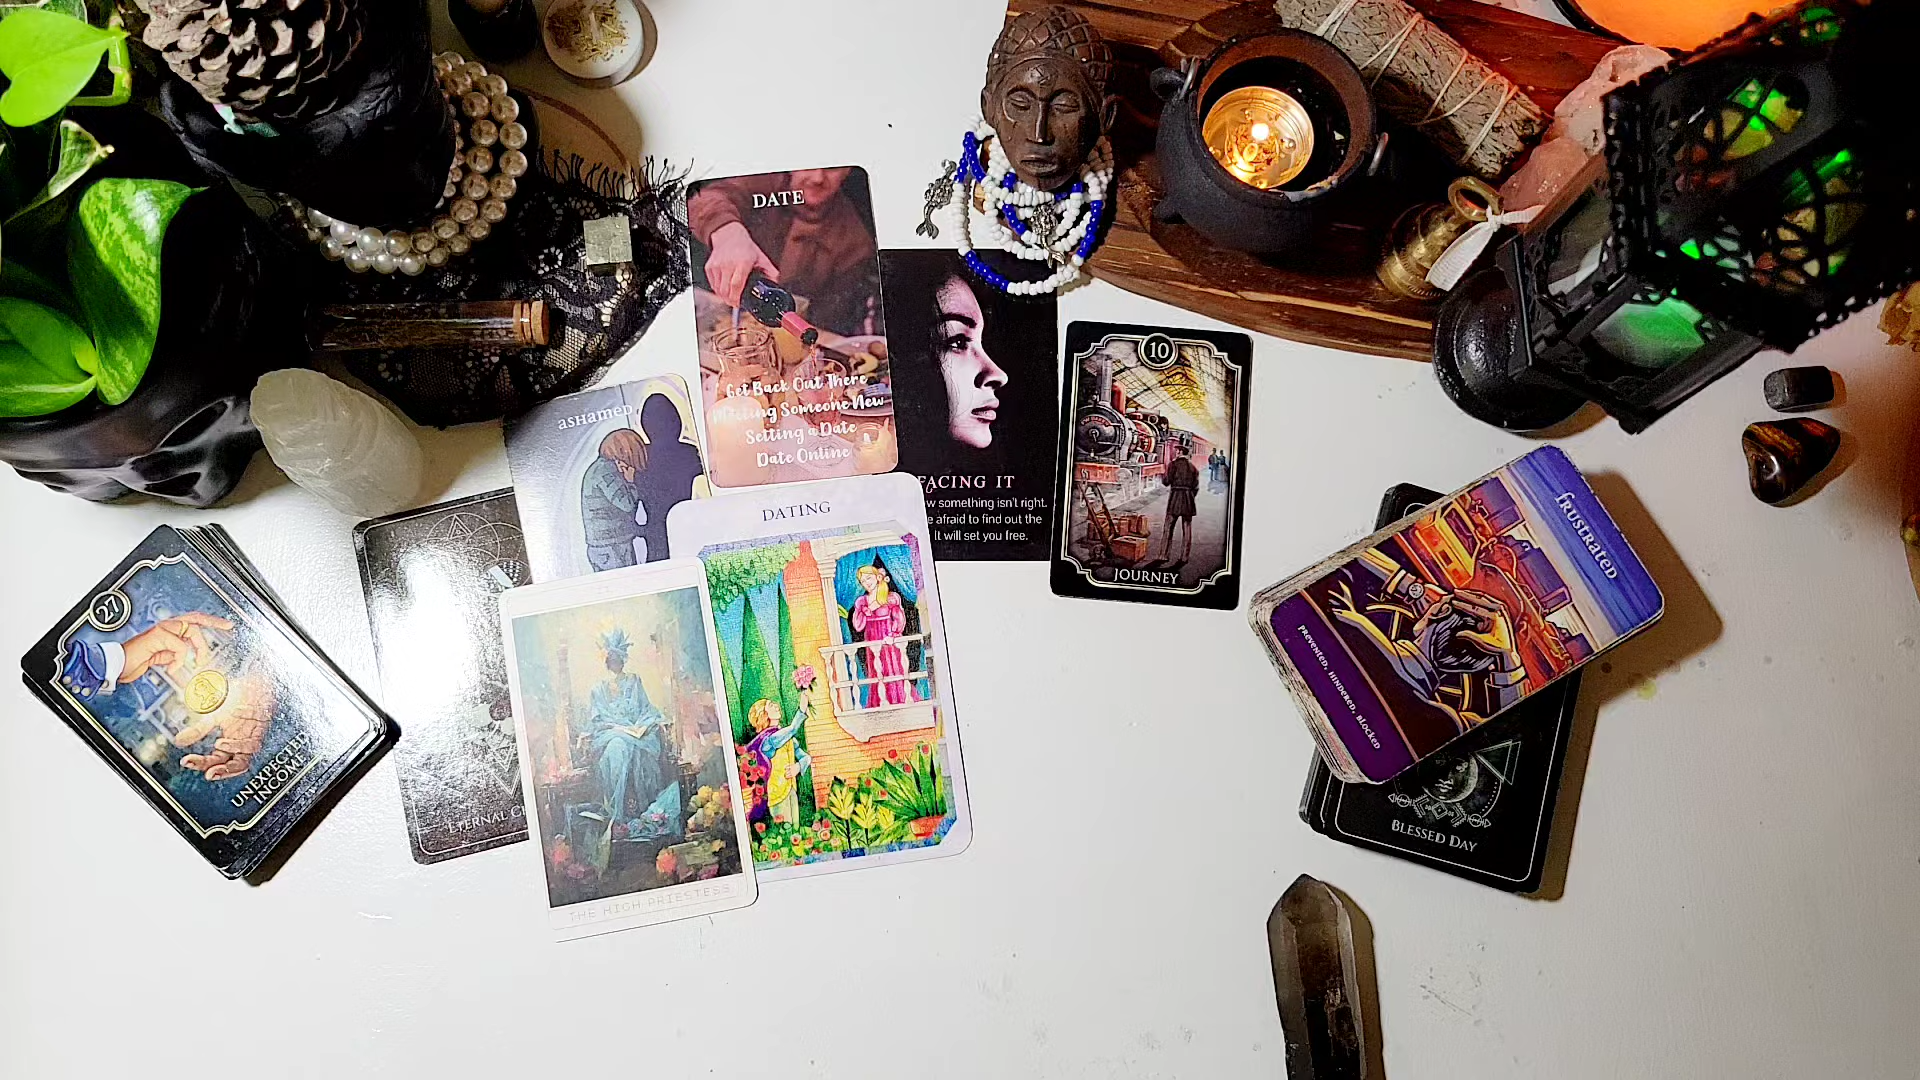 DATE
Get Back Out There
Meeting Someone New
Setting a Date
Date Online
ASHAMED
FACING IT
w something isn't right.
e afraid to find out the
It will set you free.
10
JOURNEY
DATING
THE HIGH PRIESTESS
ETERNAL C
27
UNEXPECTED
INCOME
FRUSTRATED
PREVENTED, HINDERED, BLOCKED
BLESSED DAY